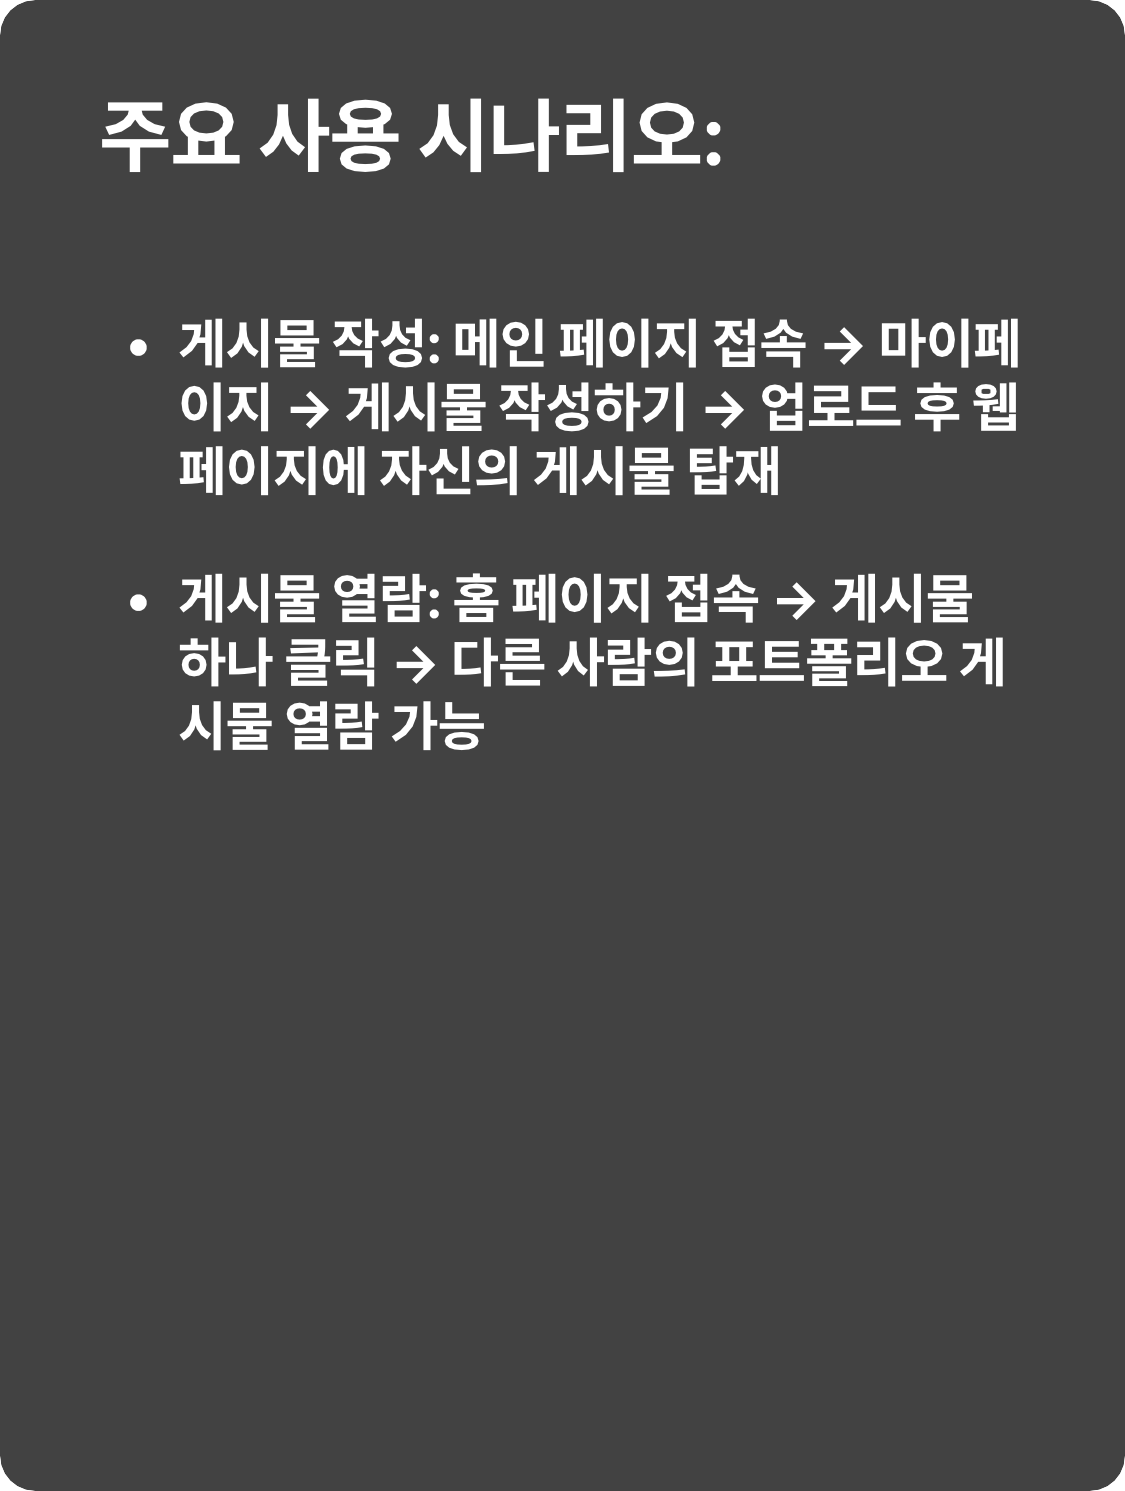 주요 사용 시나리오:
• 게시물 작성: 메인 페이지 접속 → 마이페
이지 → 게시물 작성하기 → 업로드 후 웹
페이지에 자신의 게시물 탑재
• 게시물 열람: 홈 페이지 접속 → 게시물
하나 클릭 → 다른 사람의 포트폴리오 게
시물 열람 가능